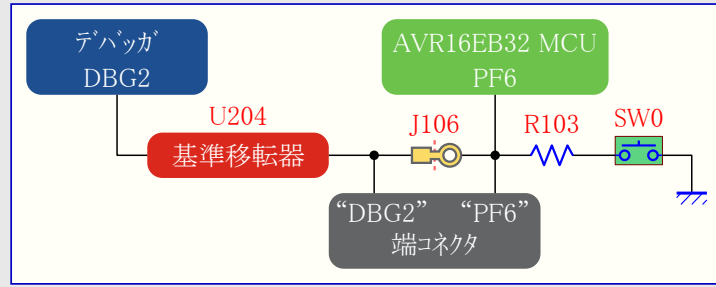 ﾃﾞﾊﾞｯｶﾞ
DBG2
AVR16EB32 MCU
PF6
U204
基準移転器
J106
R103
SW0
“DBG2” “PF6”
端ｺﾈｸﾀ